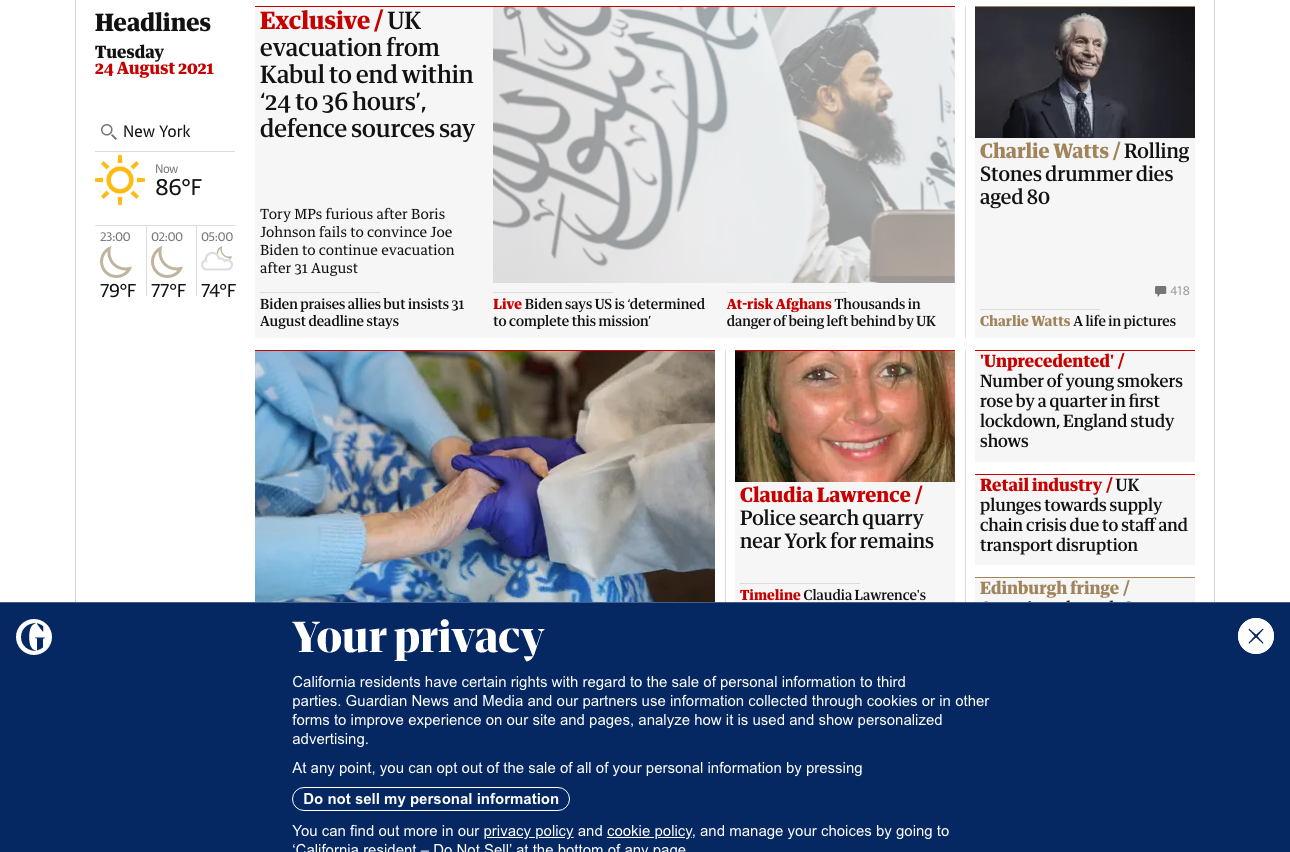 Headlines
Tuesday
24 August 2021
New York
Now
86°F
23:00
02:00
05:00
79°F
77°F
74°F
Exclusive / UK
evacuation from
Kabul to end within
‘24 to 36 hours’,
defence sources say
Tory MPs furious after Boris
Johnson fails to convince Joe
Biden to continue evacuation
after 31 August
Biden praises allies but insists 31
August deadline stays
Live Biden says US is ‘determined
to complete this mission’
At-risk Afghans Thousands in
danger of being left behind by UK
Charlie Watts / Rolling
Stones drummer dies
aged 80
418
Charlie Watts A life in pictures
Claudia Lawrence /
Police search quarry
near York for remains
Timeline Claudia Lawrence's
'Unprecedented' /
Number of young smokers
rose by a quarter in first
lockdown, England study
shows
Retail industry / UK
plunges towards supply
chain crisis due to staff and
transport disruption
Edinburgh fringe /
Your privacy
California residents have certain rights with regard to the sale of personal information to third
parties. Guardian News and Media and our partners use information collected through cookies or in other
forms to improve experience on our site and pages, analyze how it is used and show personalized
advertising.
At any point, you can opt out of the sale of all of your personal information by pressing
Do not sell my personal information
You can find out more in our privacy policy and cookie policy, and manage your choices by going to
‘California resident – Do Not Sell’ at the bottom of any page.